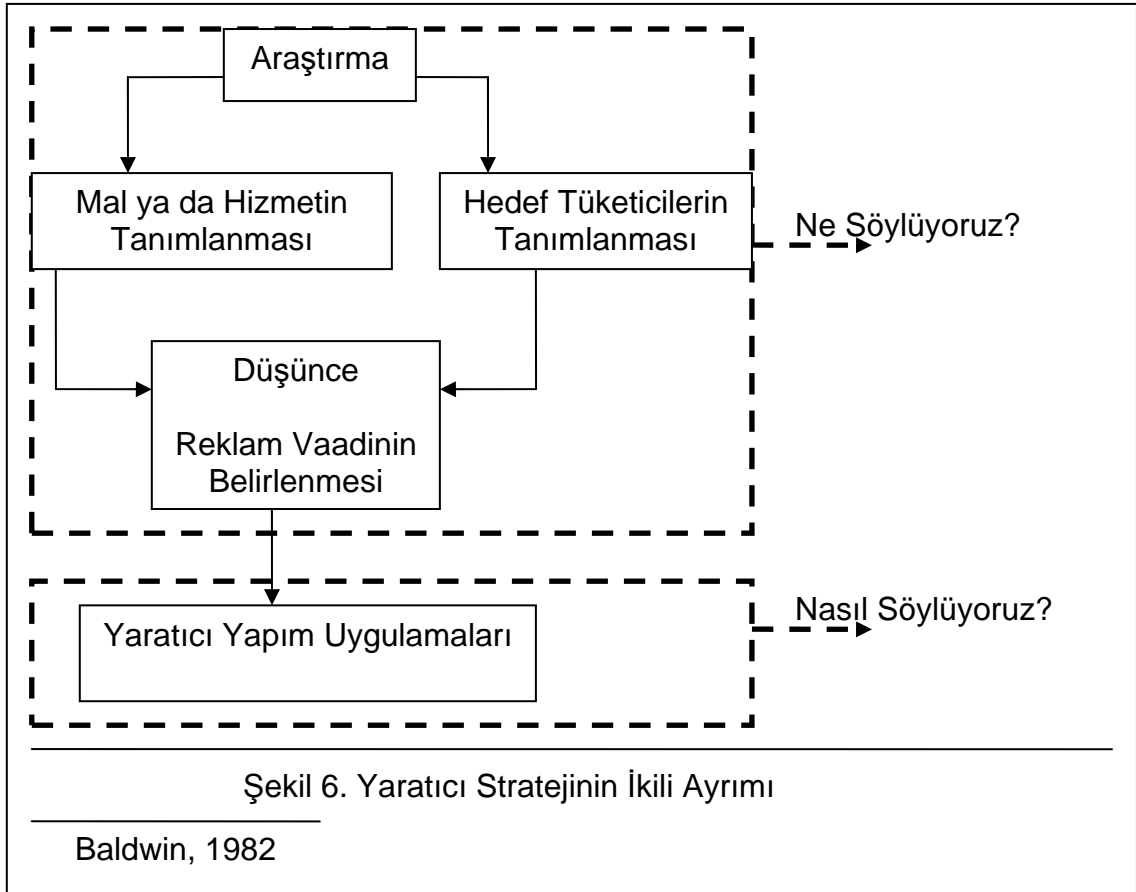 Araştırma
Mal ya da Hizmetin
Tanımlanması
Hedef Tüketicilerin
Tanımlanması
Ne Söylüyoruz?
Düşünce
Reklam Vaadinin
Belirlenmesi
Nasıl Söylüyoruz?
Yaratıcı Yapım Uygulamaları
Şekil 6. Yaratıcı Stratejinin İkili Ayrımı
Baldwin, 1982